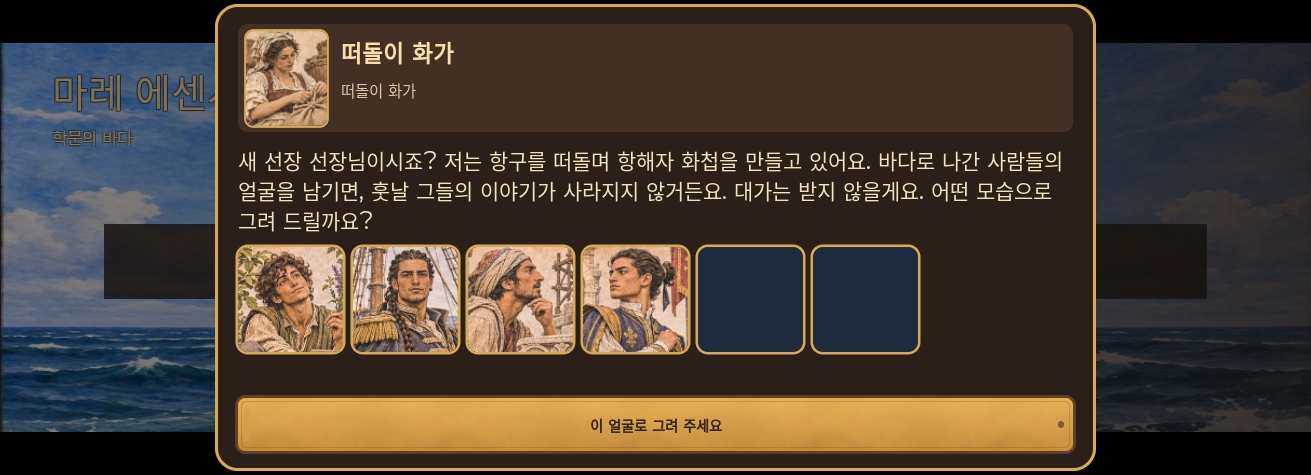 떠돌이 화가
떠돌이 화가
마레 에센
학문의 바다
새 선장 선장님이시죠? 저는 항구를 떠돌며 항해자 화첩을 만들고 있어요. 바다로 나간 사람들의
얼굴을 남기면, 훗날 그들의 이야기가 사라지지 않거든요. 대가는 받지 않을게요. 어떤 모습으로
그려 드릴까요?
이 얼굴로 그려 주세요